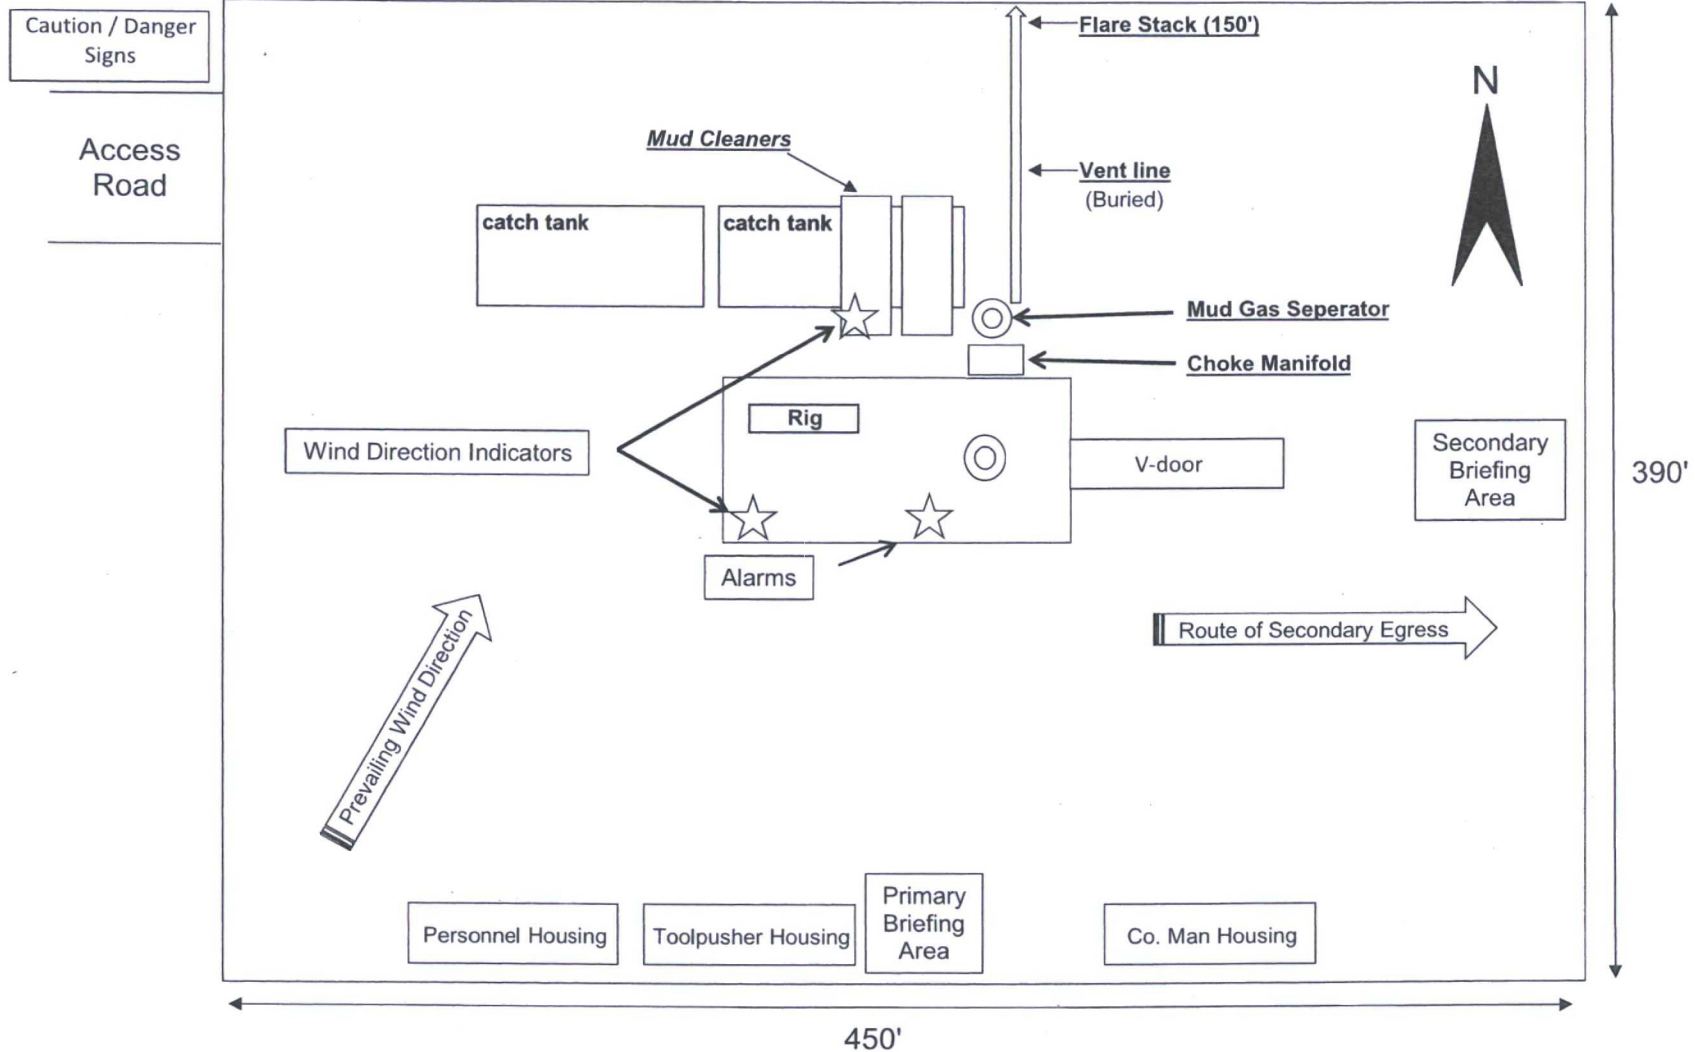 Caution / Danger
Signs
Flare Stack (150')
N
Access
Road
Mud Cleaners
Vent line
(Buried)
catch tank
catch tank
Mud Gas Seperator
Choke Manifold
Rig
Wind Direction Indicators
V-door
Secondary
Briefing
Area
390'
Alarms
Route of Secondary Egress
Prevailing Wind Direction
Personnel Housing
Toolpusher Housing
Primary
Briefing
Area
Co. Man Housing
450'